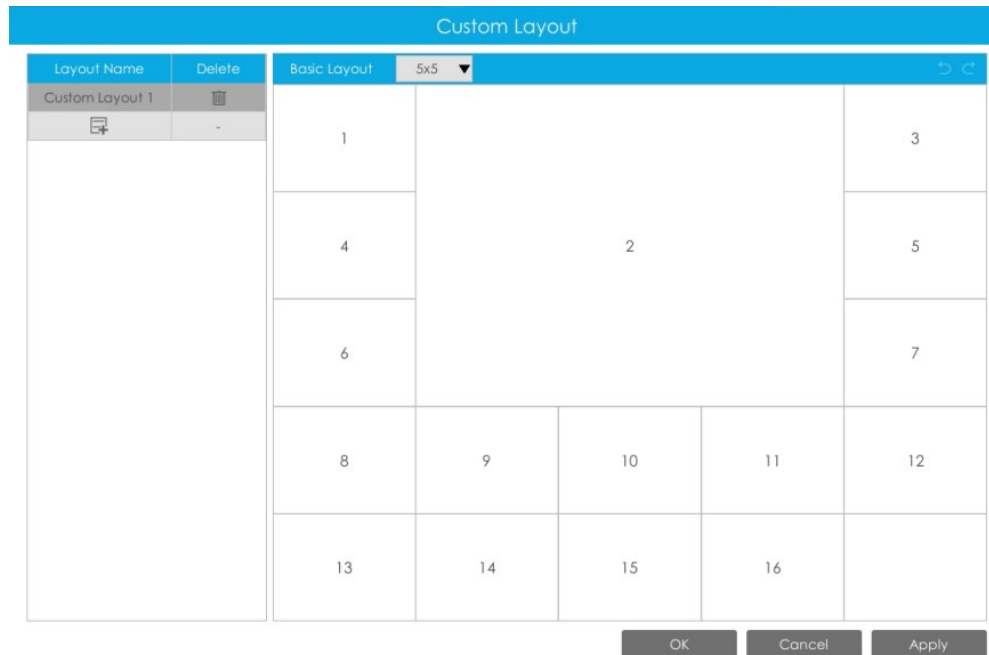 Custom Layout
Layout Name Delete Basic Layout 5x5
Custom Layout 1
-
1 3
4 2 5
6 7
8 9 10 11 12
13 14 15 16
OK Cancel Apply